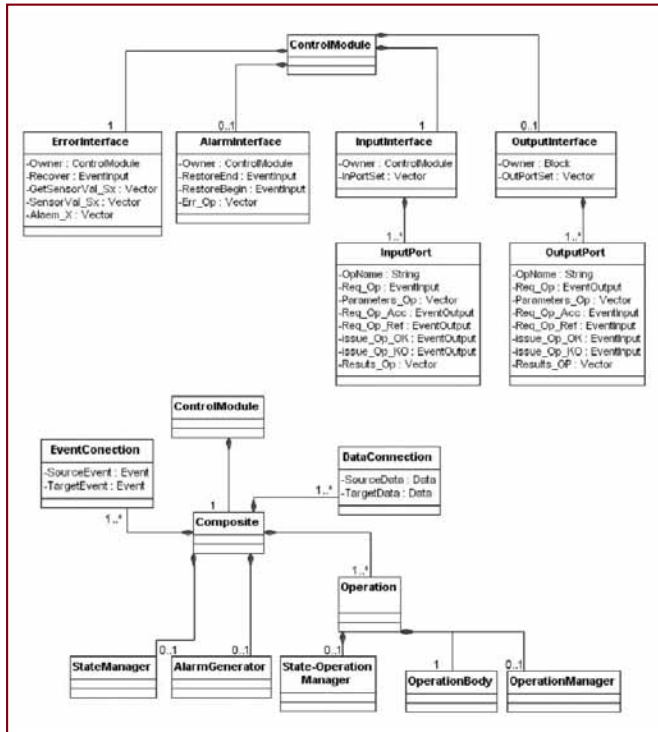 ControlModule
1
0..1
1
0..1
ErrorInterface
-Owner : ControlModule
-Recover : EventInput
-GetSensorVal_Sx : Vector
-SensorVal_Sx : Vector
-Alaem_X : Vector
AlarmInterface
-Owner : ControlModule
-RestoreEnd : EventInput
-RestoreBegin : EventInput
-Err_Op : Vector
InputInterface
-Owner : ControlModule
-InPortSet : Vector
OutputInterface
-Owner : Block
-OutPortSet : Vector
1..*
1..*
InputPort
-OpName : String
-Req_Op : EventInput
-Parameters_Op : Vector
-Req_Op_Acc : EventOutput
-Req_Op_Ref : EventOutput
-Issue_Op_OK : EventOutput
-Issue_Op_KO : EventOutput
-Results_Op : Vector
OutputPort
-OpName : String
-Req_Op : EventOutput
-Parameters_Op : Vector
-Req_Op_Acc : EventInput
-Req_Op_Ref : EventInput
-Issue_Op_OK : EventInput
-Issue_Op_KO : EventInput
-Results_OP : Vector
ControlModule
EventConection
-SourceEvent : Event
-TargetEvent : Event
DataConnection
-SourceData : Data
-TargetData : Data
1..*
1
1..*
Composite
1..*
Operation
0..1
0..1
0..1
1
0..1
StateManager
AlarmGenerator
State-Operation
Manager
OperationBody
OperationManager